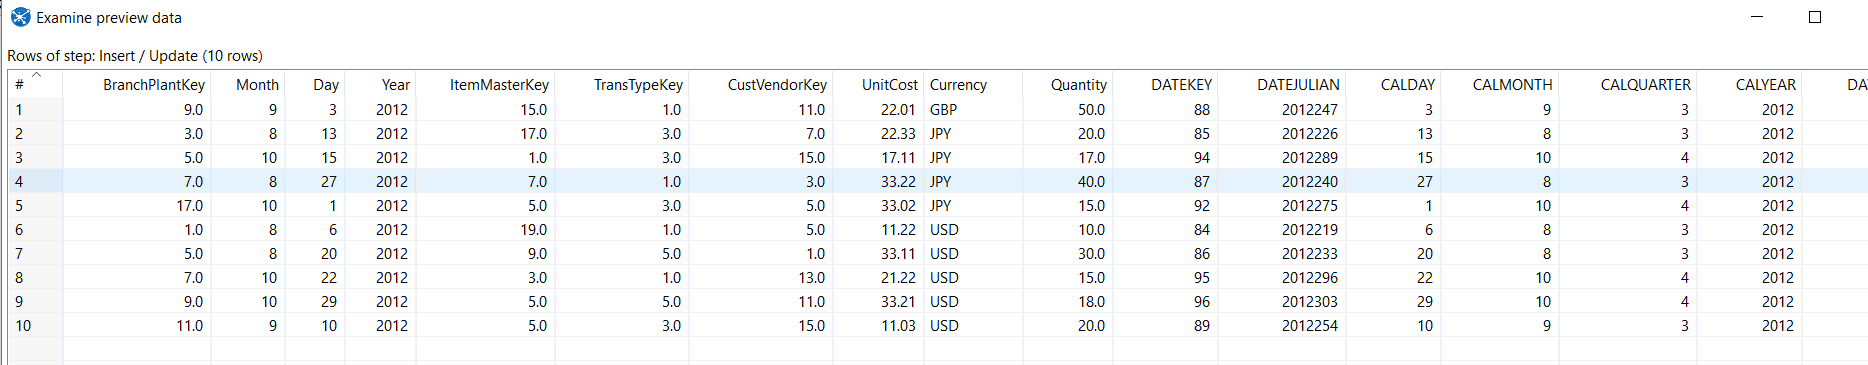 Examine preview data
Rows of step: Insert / Update (10 rows)
# BranchPlantKey Month Day Year ItemMasterKey TransTypeKey CustVendorKey UnitCost Currency Quantity DATEKEY DATEJULIAN CALDAY CALMONTH CALQUARTER CALYEAR DA
1 9.0 9 3 2012 15.0 1.0 11.0 22.01 GBP 50.0 88 2012247 3 9 3 2012
2 3.0 8 13 2012 17.0 3.0 7.0 22.33 JPY 20.0 85 2012226 13 8 3 2012
3 5.0 10 15 2012 1.0 3.0 15.0 17.11 JPY 17.0 94 2012289 15 10 4 2012
4 7.0 8 27 2012 7.0 1.0 3.0 33.22 JPY 40.0 87 2012240 27 8 3 2012
5 17.0 10 1 2012 5.0 3.0 5.0 33.02 JPY 15.0 92 2012275 1 10 4 2012
6 1.0 8 6 2012 19.0 1.0 5.0 11.22 USD 10.0 84 2012219 6 8 3 2012
7 5.0 8 20 2012 9.0 5.0 1.0 33.11 USD 30.0 86 2012233 20 8 3 2012
8 7.0 10 22 2012 3.0 1.0 13.0 21.22 USD 15.0 95 2012296 22 10 4 2012
9 9.0 10 29 2012 5.0 5.0 11.0 33.21 USD 18.0 96 2012303 29 10 4 2012
10 11.0 9 10 2012 5.0 3.0 15.0 11.03 USD 20.0 89 2012254 10 9 3 2012